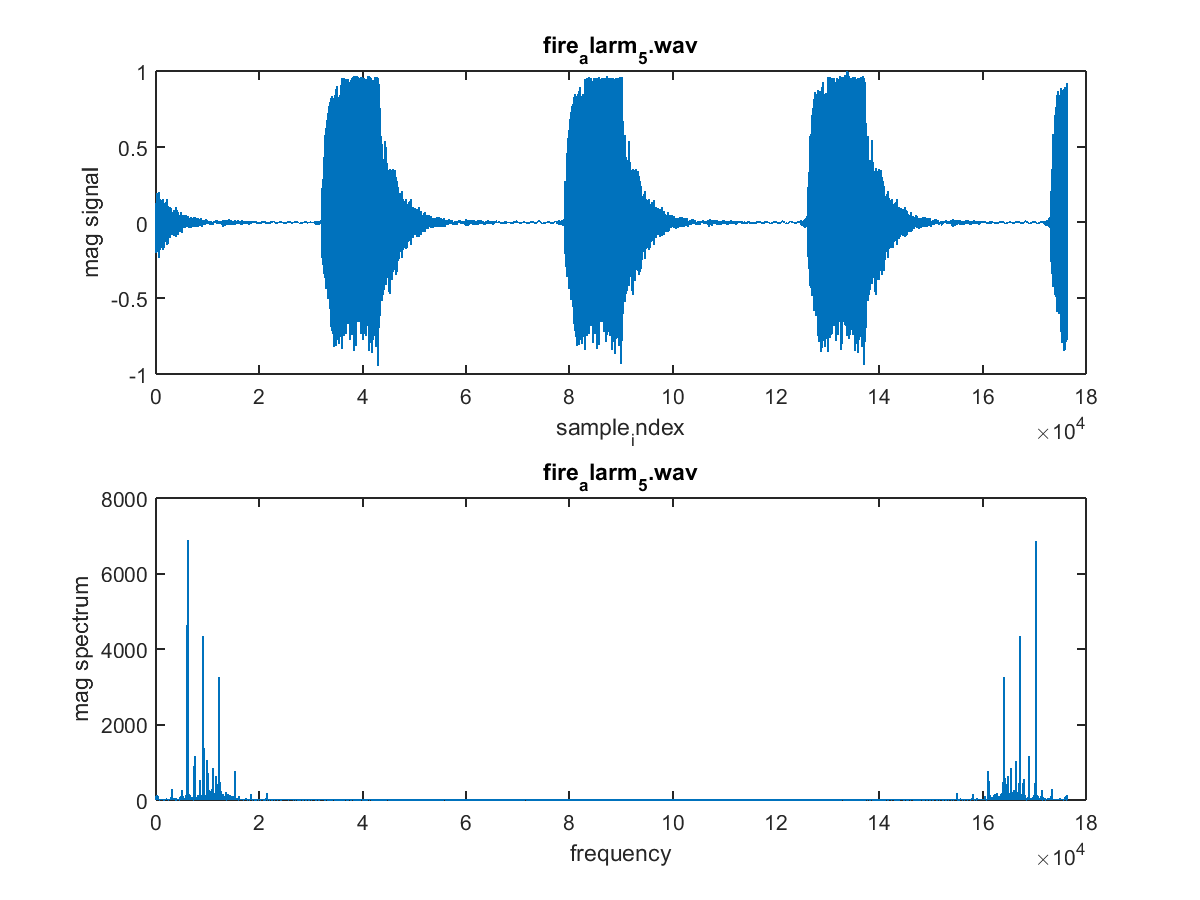 fire_alarm_5.wav
1
0.5
0
-0.5
-1
mag signal
0 2 4 6 8 10 12 14 16 18
sample_index
×10^4
fire_alarm_5.wav
8000
6000
4000
2000
0
mag spectrum
0 2 4 6 8 10 12 14 16 18
frequency
×10^4